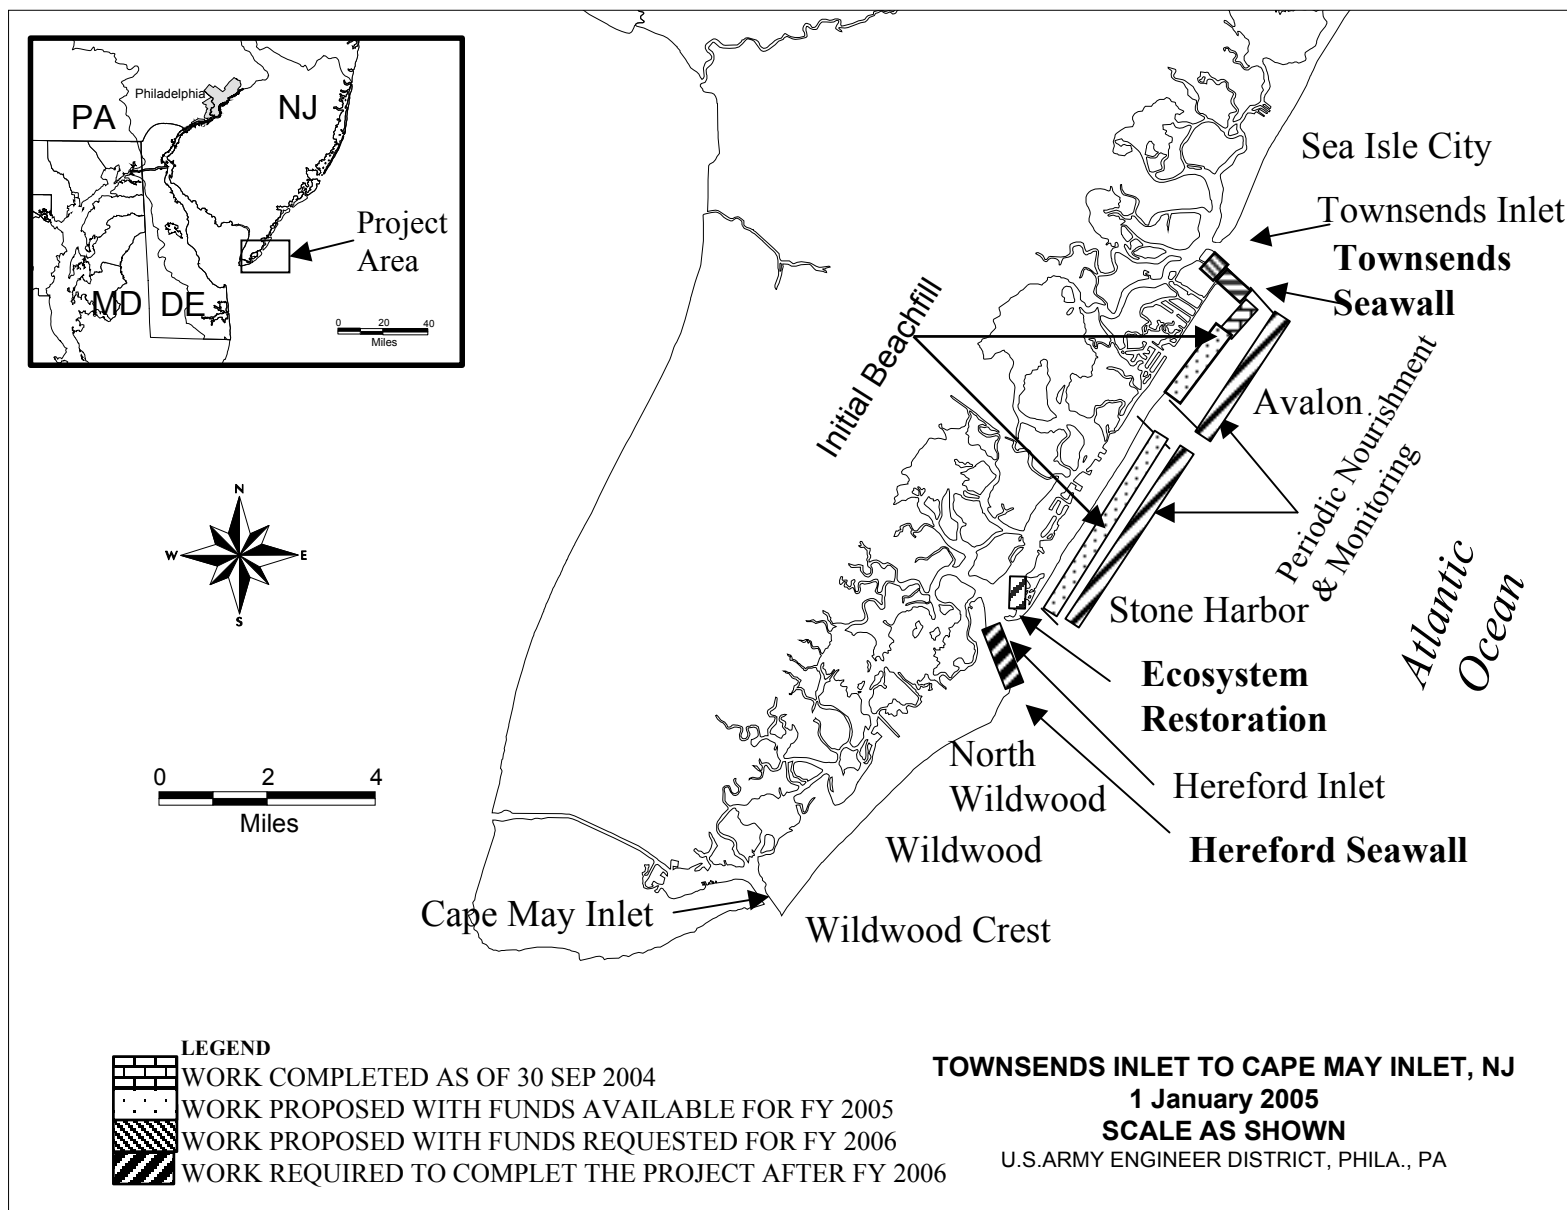 Philadelphia
PA
NJ
MD
DE
Project
Area
0 20 40
Miles
Sea Isle City
Townsends Inlet
Townsends
Seawall
Initial Beachfill
Avalon
Periodic Nourishment
& Monitoring
Atlantic
Ocean
N
W
E
S
Stone Harbor
Ecosystem
Restoration
North
Wildwood
Hereford Inlet
Wildwood
Hereford Seawall
0 2 4
Miles
Cape May Inlet
Wildwood Crest
LEGEND
WORK COMPLETED AS OF 30 SEP 2004
WORK PROPOSED WITH FUNDS AVAILABLE FOR FY 2005
WORK PROPOSED WITH FUNDS REQUESTED FOR FY 2006
WORK REQUIRED TO COMPLET THE PROJECT AFTER FY 2006
TOWNSENDS INLET TO CAPE MAY INLET, NJ
1 January 2005
SCALE AS SHOWN
U.S.ARMY ENGINEER DISTRICT, PHILA., PA